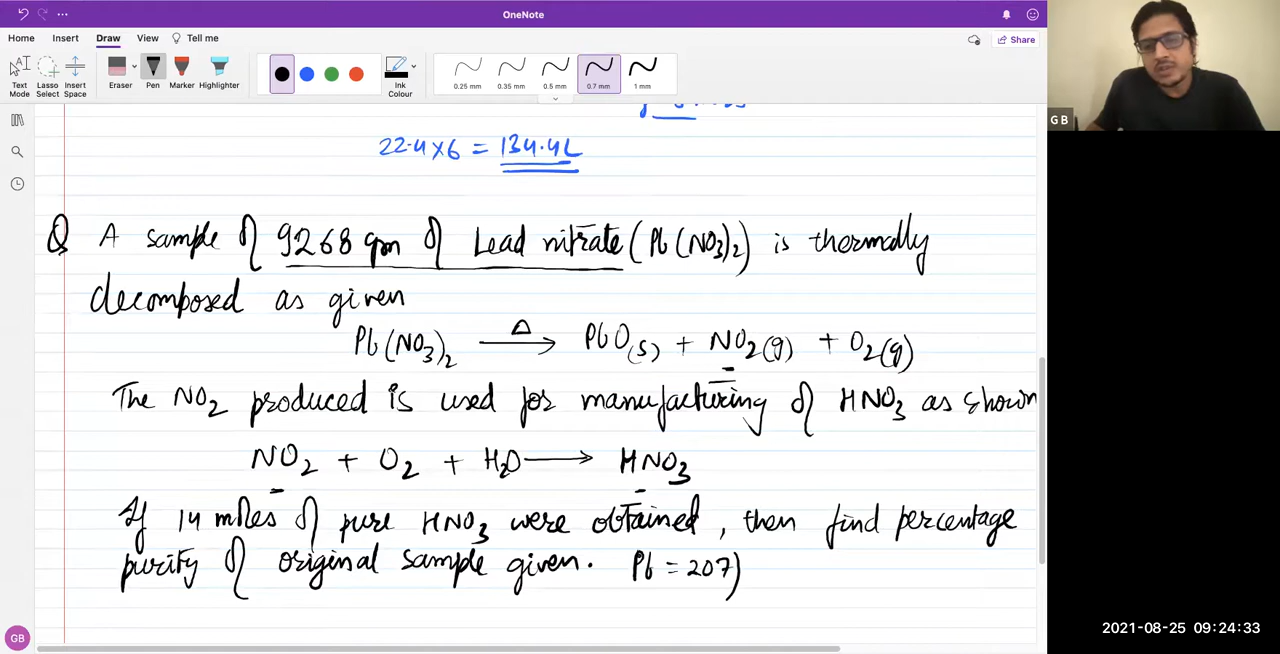 OneNote
Home Insert Draw View Tell me
Share
Text Mode
Lasso Select
Insert Space
Eraser
Pen
Marker
Highlighter
Ink Colour
0.25 mm 0.35 mm 0.5 mm 0.7 mm 1 mm
G B
22.4 x 6 = 134.4L
Q A sample of 9268 gm of Lead nitrate (Pb(NO3)2) is thermally
decomposed as given
Pb(NO3)2 —Δ→ PbO(s) + NO2(g) + O2(g)
The NO2 produced is used for manufacturing of HNO3 as shown
NO2 + O2 + H2O ⟶ HNO3
If 14 moles of pure HNO3 were obtained, then find percentage
purity of original sample given. Pb = 207)
GB
2021-08-25 09:24:33